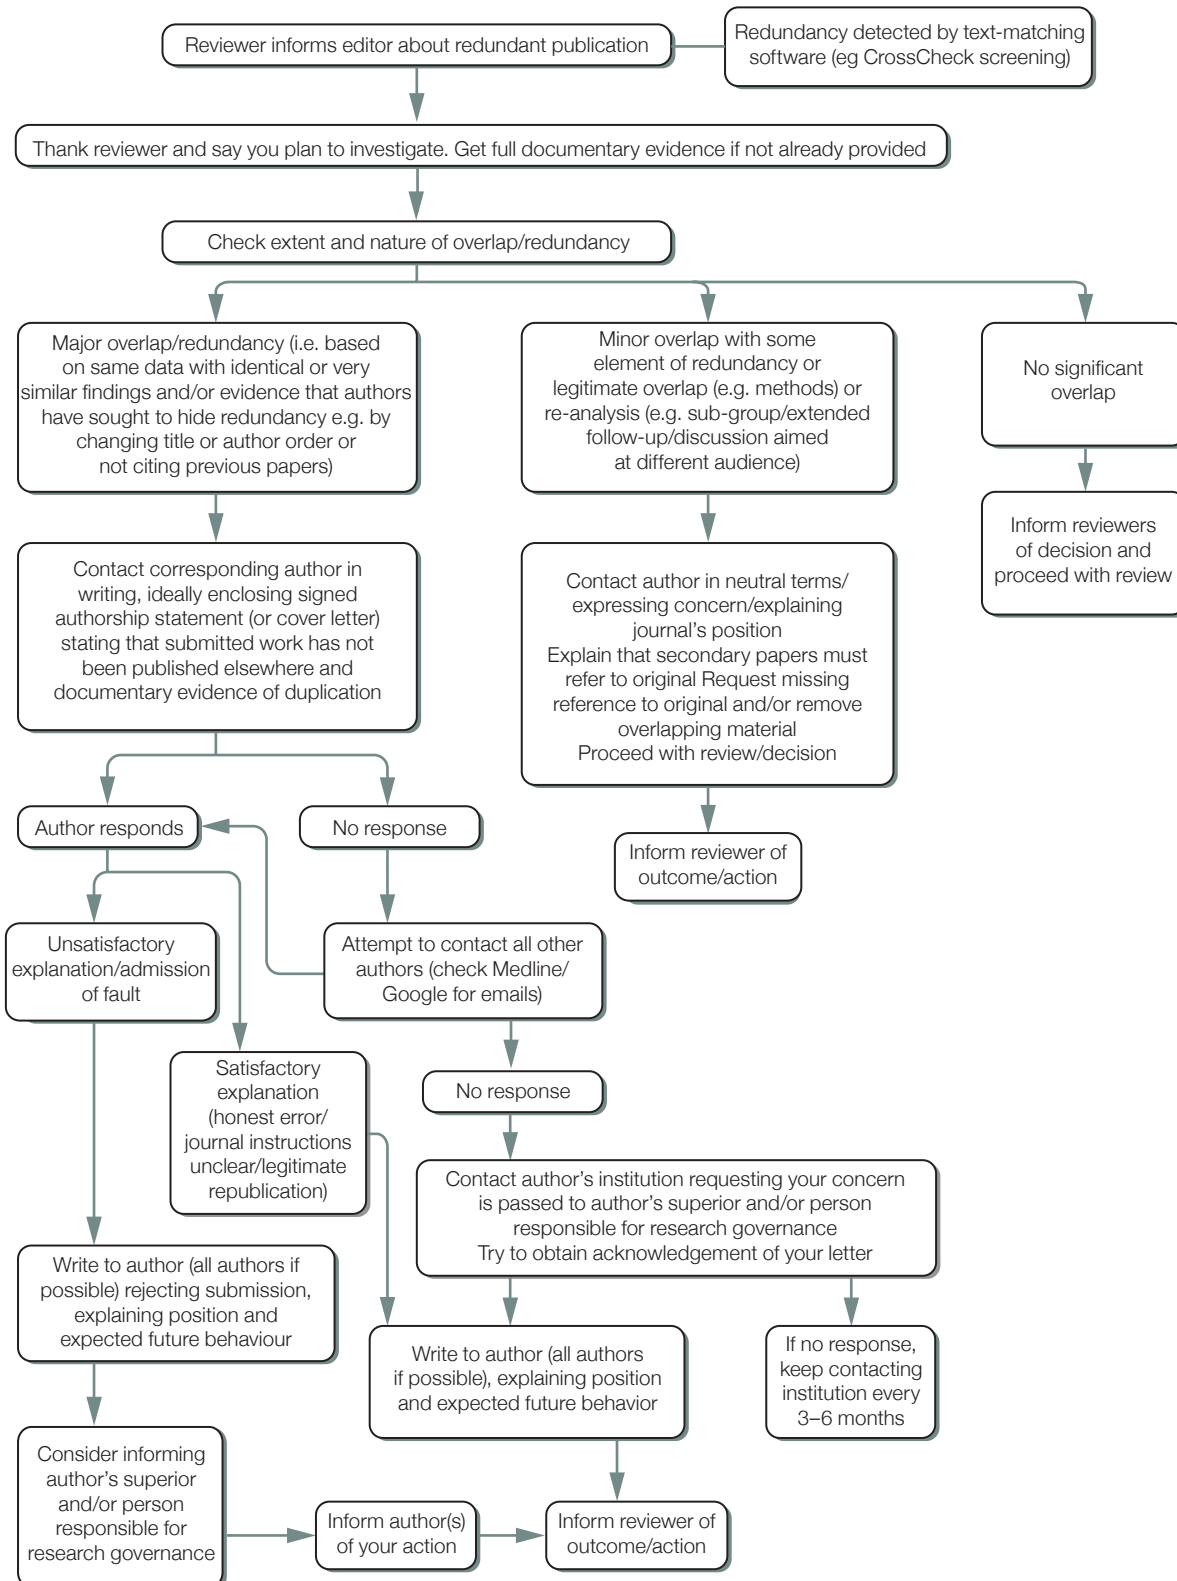 Reviewer informs editor about redundant publication
Redundancy detected by text-matching
software (eg CrossCheck screening)
Thank reviewer and say you plan to investigate. Get full documentary evidence if not already provided
Check extent and nature of overlap/redundancy
Major overlap/redundancy (i.e. based
on same data with identical or very
similar findings and/or evidence that authors
have sought to hide redundancy e.g. by
changing title or author order or
not citing previous papers)
Minor overlap with some
element of redundancy or
legitimate overlap (e.g. methods) or
re-analysis (e.g. sub-group/extended
follow-up/discussion aimed
at different audience)
No significant
overlap
Contact corresponding author in
writing, ideally enclosing signed
authorship statement (or cover letter)
stating that submitted work has not
been published elsewhere and
documentary evidence of duplication
Contact author in neutral terms/
expressing concern/explaining
journal's position
Explain that secondary papers must
refer to original Request missing
reference to original and/or remove
overlapping material
Proceed with review/decision
Inform reviewers
of decision and
proceed with review
Author responds
No response
Inform reviewer of
outcome/action
Unsatisfactory
explanation/admission
of fault
Attempt to contact all other
authors (check Medline/
Google for emails)
Satisfactory
explanation
(honest error/
journal instructions
unclear/legitimate
republication)
No response
Contact author's institution requesting your concern
is passed to author's superior and/or person
responsible for research governance
Try to obtain acknowledgement of your letter
Write to author (all authors if
possible) rejecting submission,
explaining position and
expected future behaviour
Write to author (all authors
if possible), explaining position
and expected future behavior
If no response,
keep contacting
institution every
3–6 months
Consider informing
author's superior
and/or person
responsible for
research governance
Inform author(s)
of your action
Inform reviewer of
outcome/action